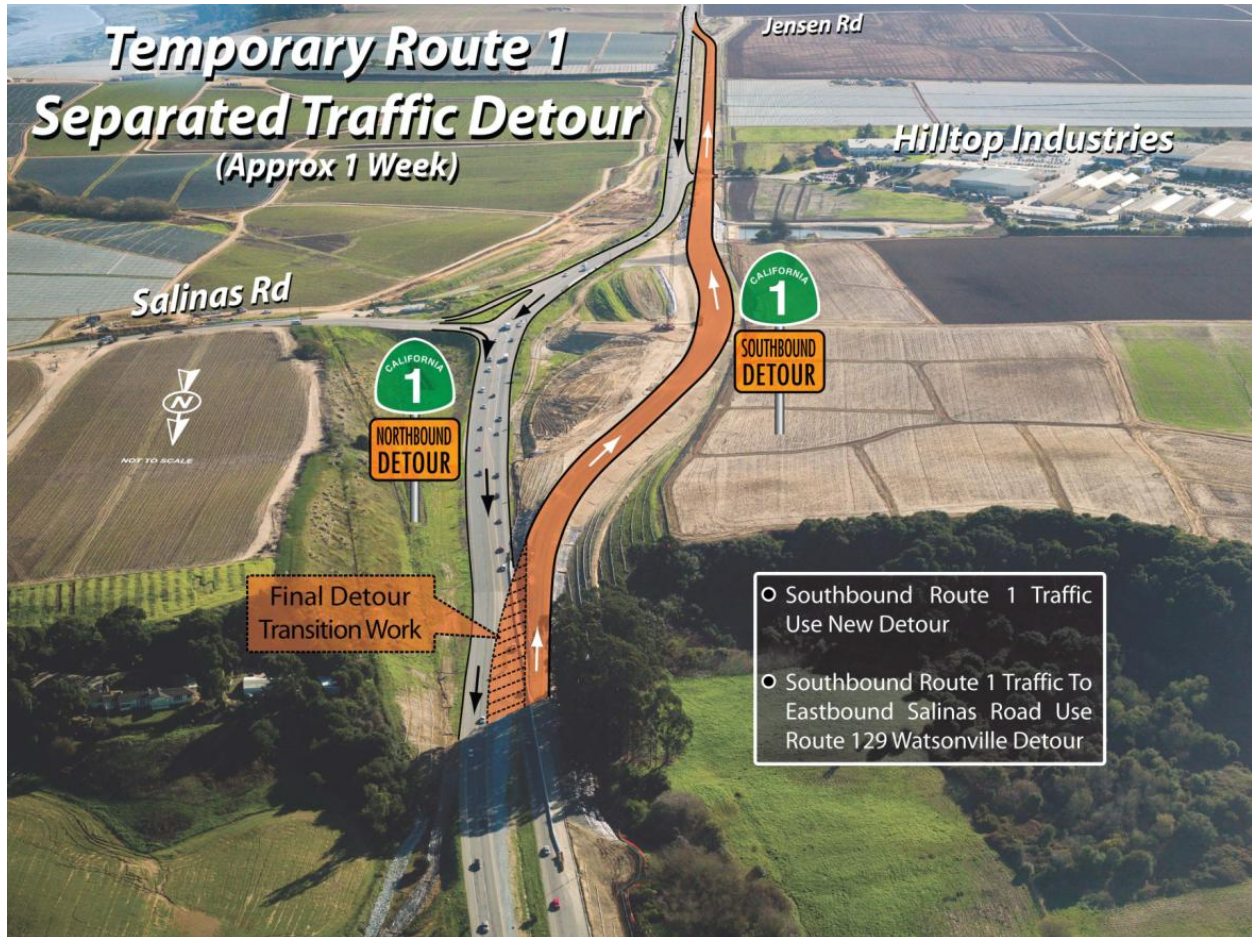 Temporary Route 1
Separated Traffic Detour
(Approx 1 Week)
Jensen Rd
Hilltop Industries
Salinas Rd
CALIFORNIA
1
SOUTHBOUND
DETOUR
CALIFORNIA
1
NORTHBOUND
DETOUR
N
NOT TO SCALE
Final Detour
Transition Work
Southbound Route 1 Traffic
Use New Detour
Southbound Route 1 Traffic To
Eastbound Salinas Road Use
Route 129 Watsonville Detour